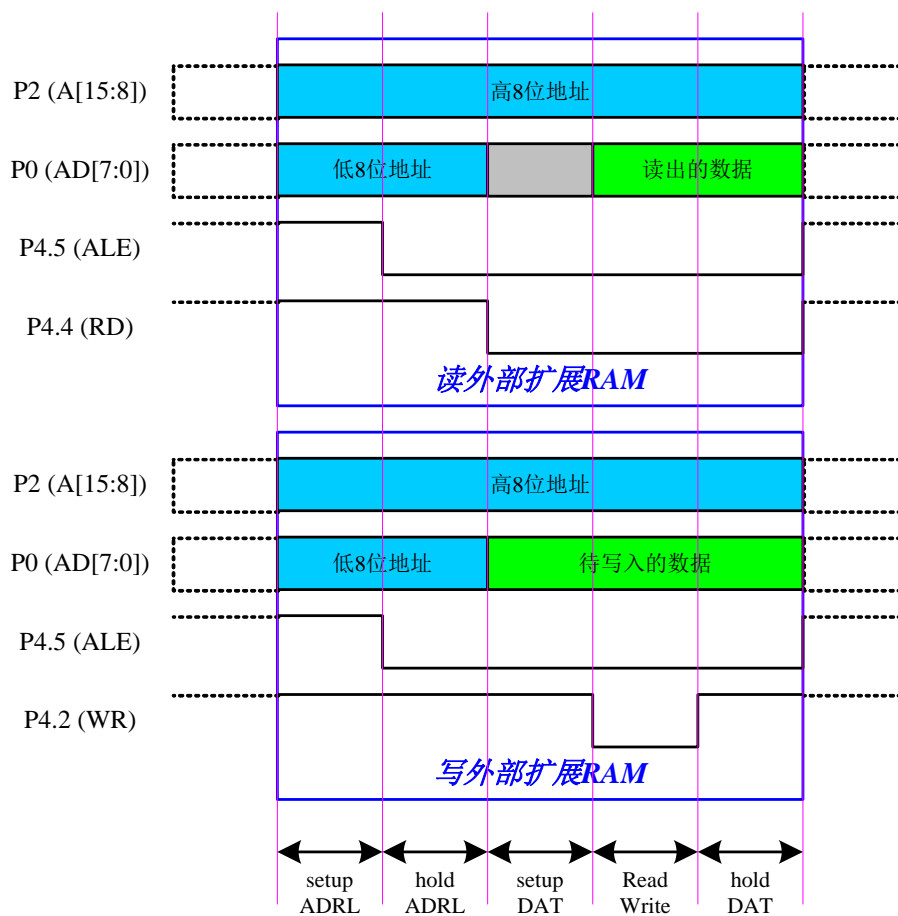 P2 (A[15:8])
高8位地址
P0 (AD[7:0])
低8位地址
读出的数据
P4.5 (ALE)
P4.4 (RD)
读外部扩展RAM
P2 (A[15:8])
高8位地址
P0 (AD[7:0])
低8位地址
待写入的数据
P4.5 (ALE)
P4.2 (WR)
写外部扩展RAM
setup
ADRL
hold
ADRL
setup
DAT
Read
Write
hold
DAT